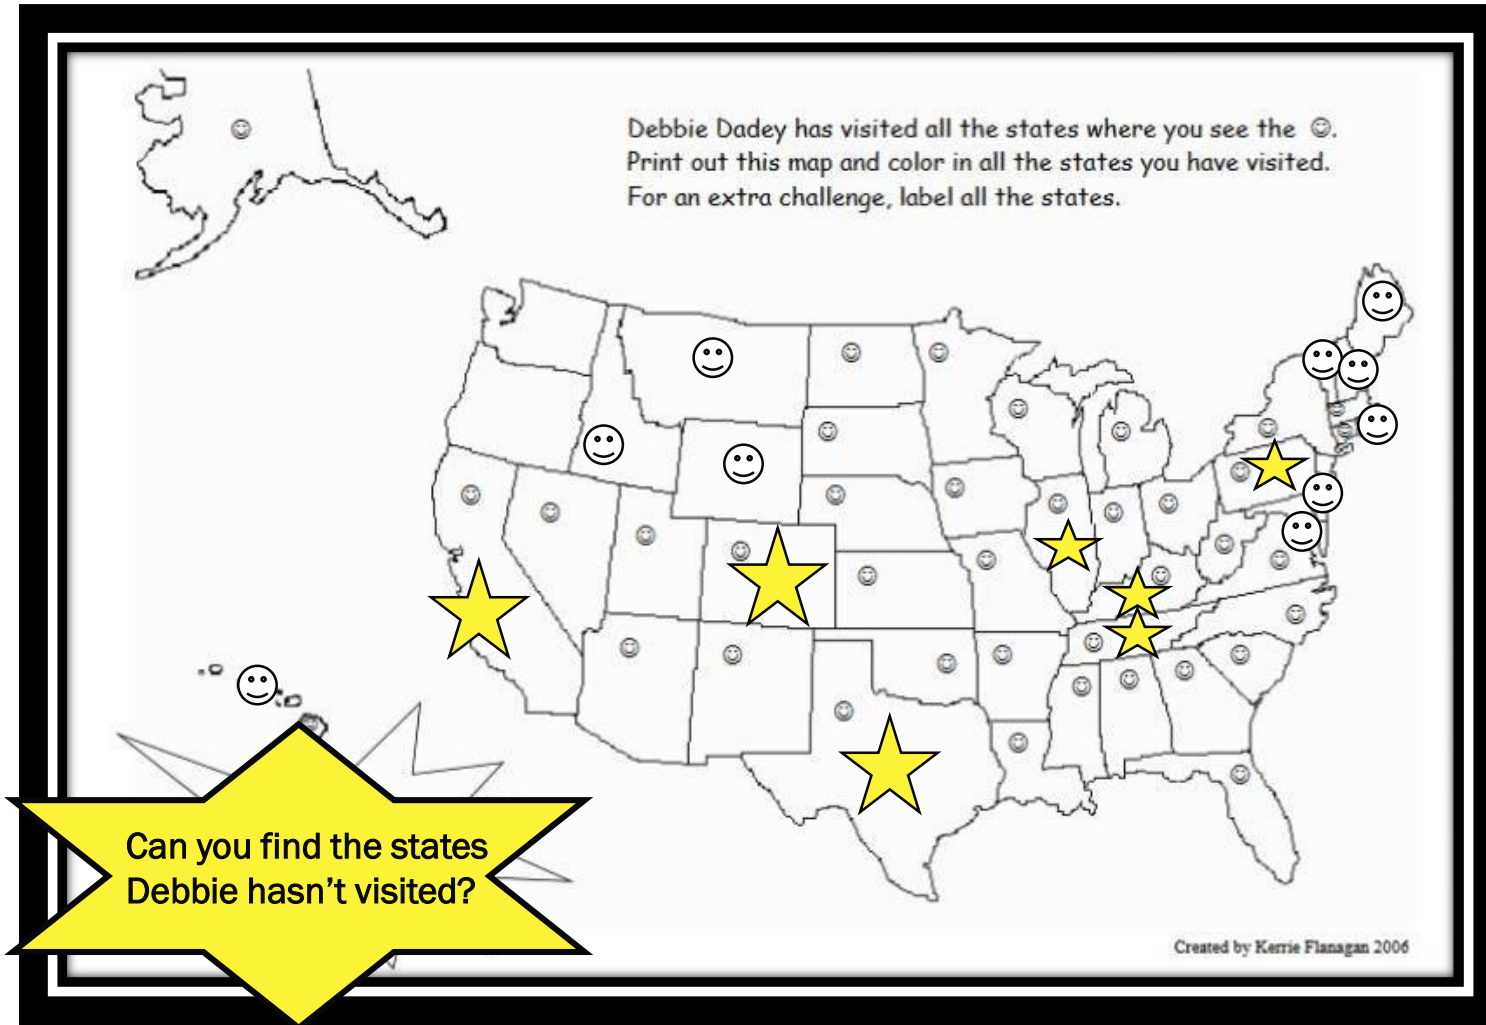 Debbie Dadey has visited all the states where you see the ☺.
Print out this map and color in all the states you have visited.
For an extra challenge, label all the states.
Can you find the states
Debbie hasn't visited?
Created by Kerrie Flanagan 2006